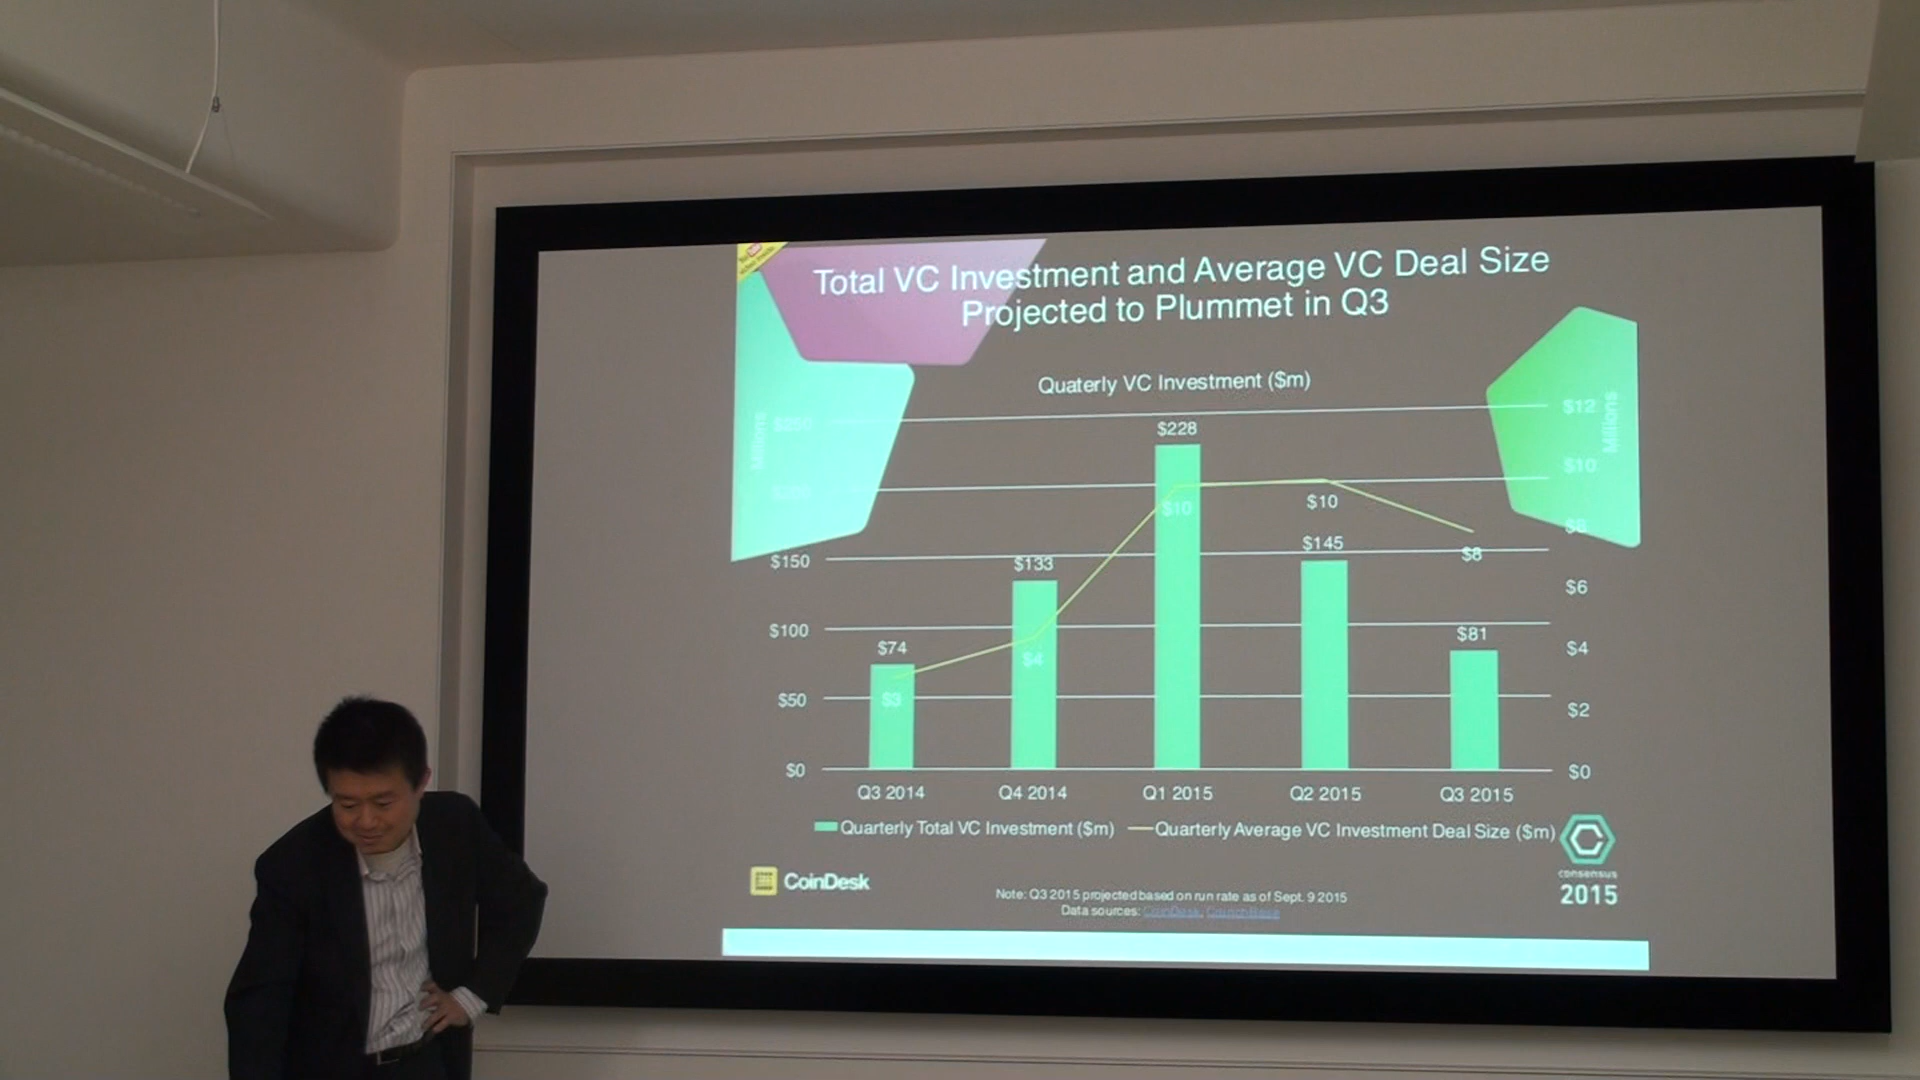 Total VC Investment and Average VC Deal Size
Projected to Plummet in Q3
Quaterly VC Investment ($m)
Millions
$250
$200
$150
$100
$50
$0
$12
$10
$8
$6
$4
$2
$0
Millions
$74
$133
$228
$145
$81
$3
$4
$10
$10
$8
Q3 2014
Q4 2014
Q1 2015
Q2 2015
Q3 2015
Quarterly Total VC Investment ($m)
Quarterly Average VC Investment Deal Size ($m)
CoinDesk
Note: Q3 2015 projected based on run rate as of Sept. 9 2015
Data sources: CoinDesk, CrunchBase
consensus
2015